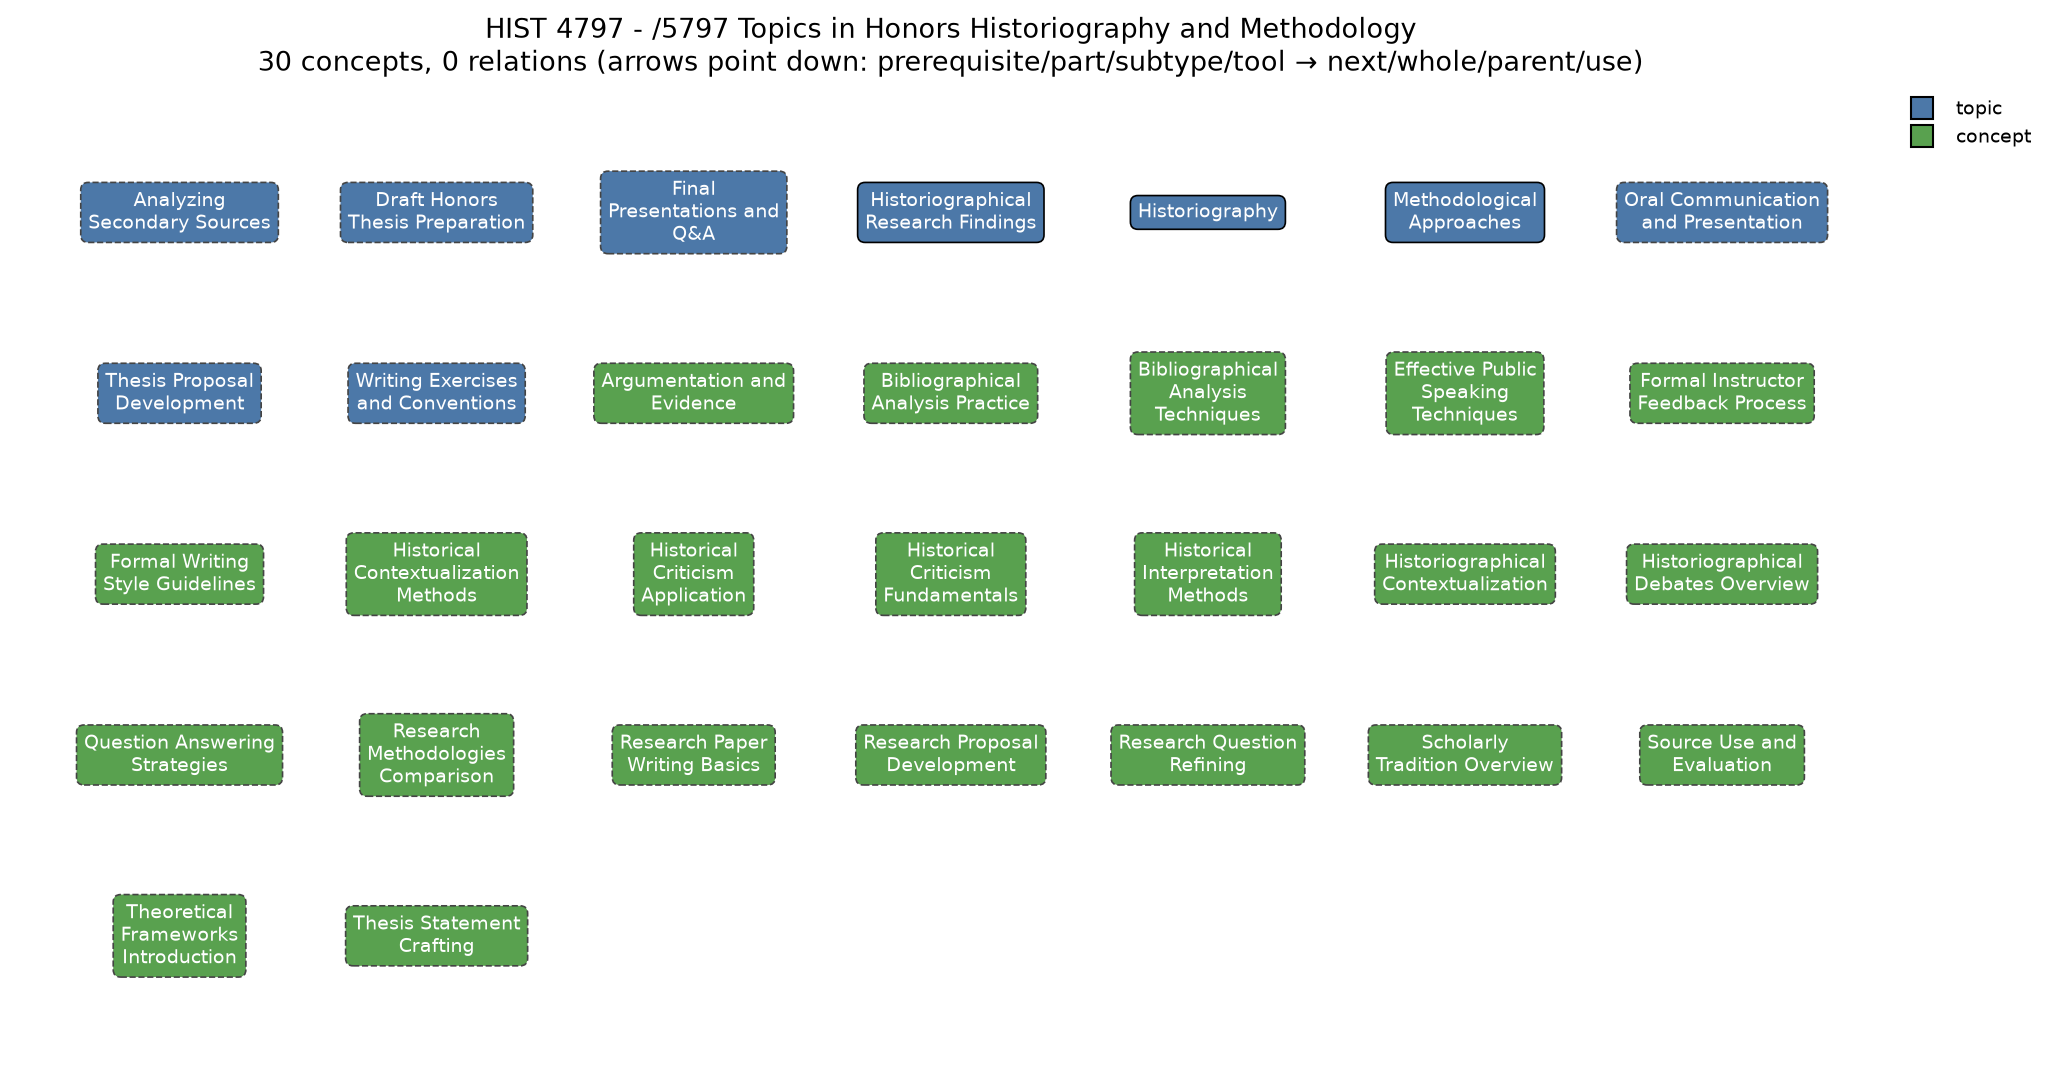 HIST 4797 - /5797 Topics in Honors Historiography and Methodology
30 concepts, 0 relations (arrows point down: prerequisite/part/subtype/tool → next/whole/parent/use)
topic
concept
Analyzing
Secondary Sources
Draft Honors
Thesis Preparation
Final
Presentations and
Q&A
Historiographical
Research Findings
Historiography
Methodological
Approaches
Oral Communication
and Presentation
Thesis Proposal
Development
Writing Exercises
and Conventions
Argumentation and
Evidence
Bibliographical
Analysis Practice
Bibliographical
Analysis
Techniques
Effective Public
Speaking
Techniques
Formal Instructor
Feedback Process
Formal Writing
Style Guidelines
Historical
Contextualization
Methods
Historical
Criticism
Application
Historical
Criticism
Fundamentals
Historical
Interpretation
Methods
Historiographical
Contextualization
Historiographical
Debates Overview
Question Answering
Strategies
Research
Methodologies
Comparison
Research Paper
Writing Basics
Research Proposal
Development
Research Question
Refining
Scholarly
Tradition Overview
Source Use and
Evaluation
Theoretical
Frameworks
Introduction
Thesis Statement
Crafting